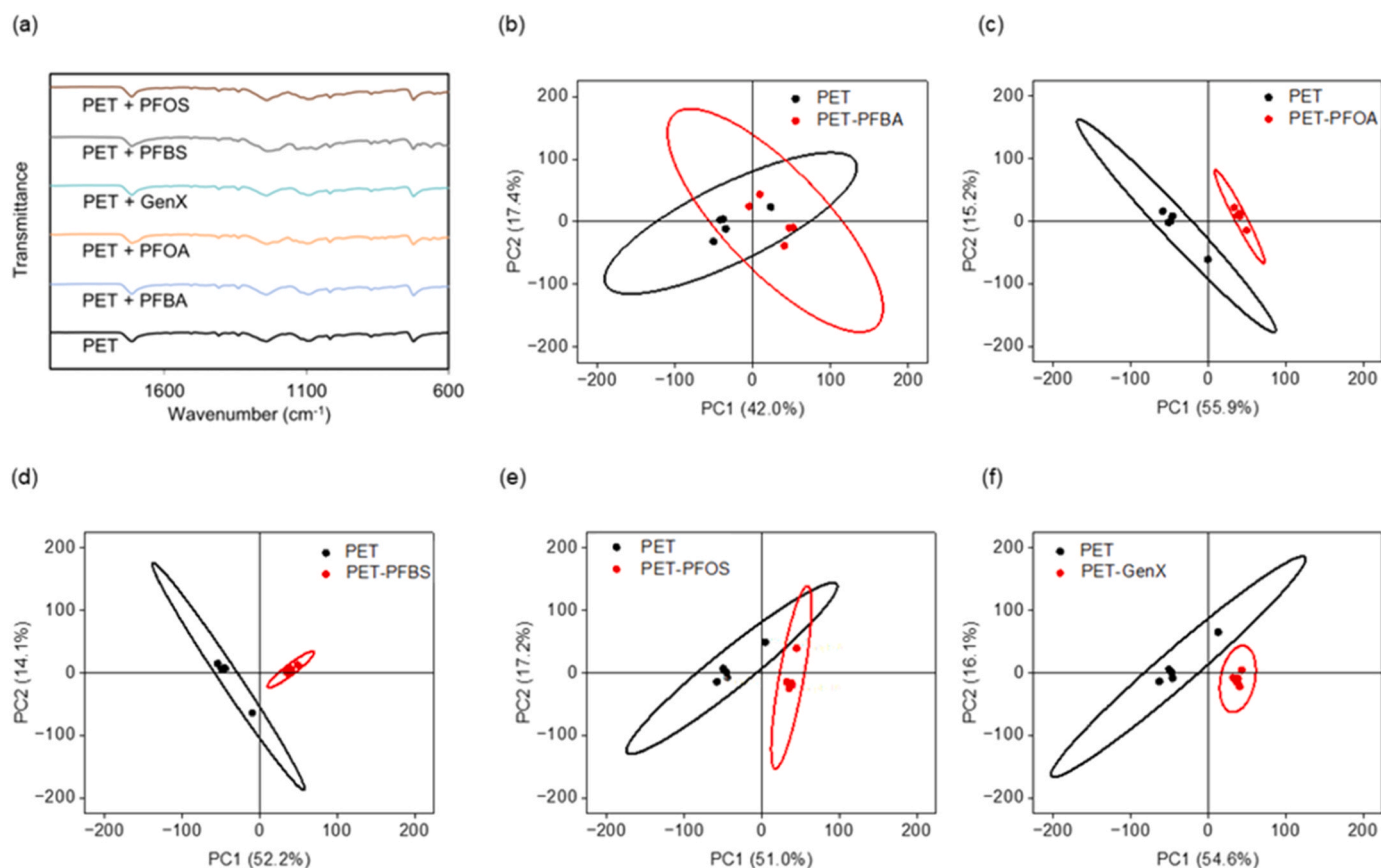 (a)
PET + PFOS
PET + PFBS
PET + GenX
PET + PFOA
PET + PFBA
PET
Transmittance
1600 1100 600
Wavenumber (cm⁻¹)
(b)
PET
PET-PFBA
200
100
0
−100
−200
PC2 (17.4%)
−200 −100 0 100 200
PC1 (42.0%)
(c)
PET
PET-PFOA
200
100
0
−100
−200
PC2 (15.2%)
−200 −100 0 100 200
PC1 (55.9%)
(d)
PET
PET-PFBS
200
100
0
−100
−200
PC2 (14.1%)
−200 −100 0 100 200
PC1 (52.2%)
(e)
PET
PET-PFOS
200
100
0
−100
−200
PC2 (17.2%)
−200 −100 0 100 200
PC1 (51.0%)
(f)
PET
PET-GenX
200
100
0
−100
−200
PC2 (16.1%)
−200 −100 0 100 200
PC1 (54.6%)